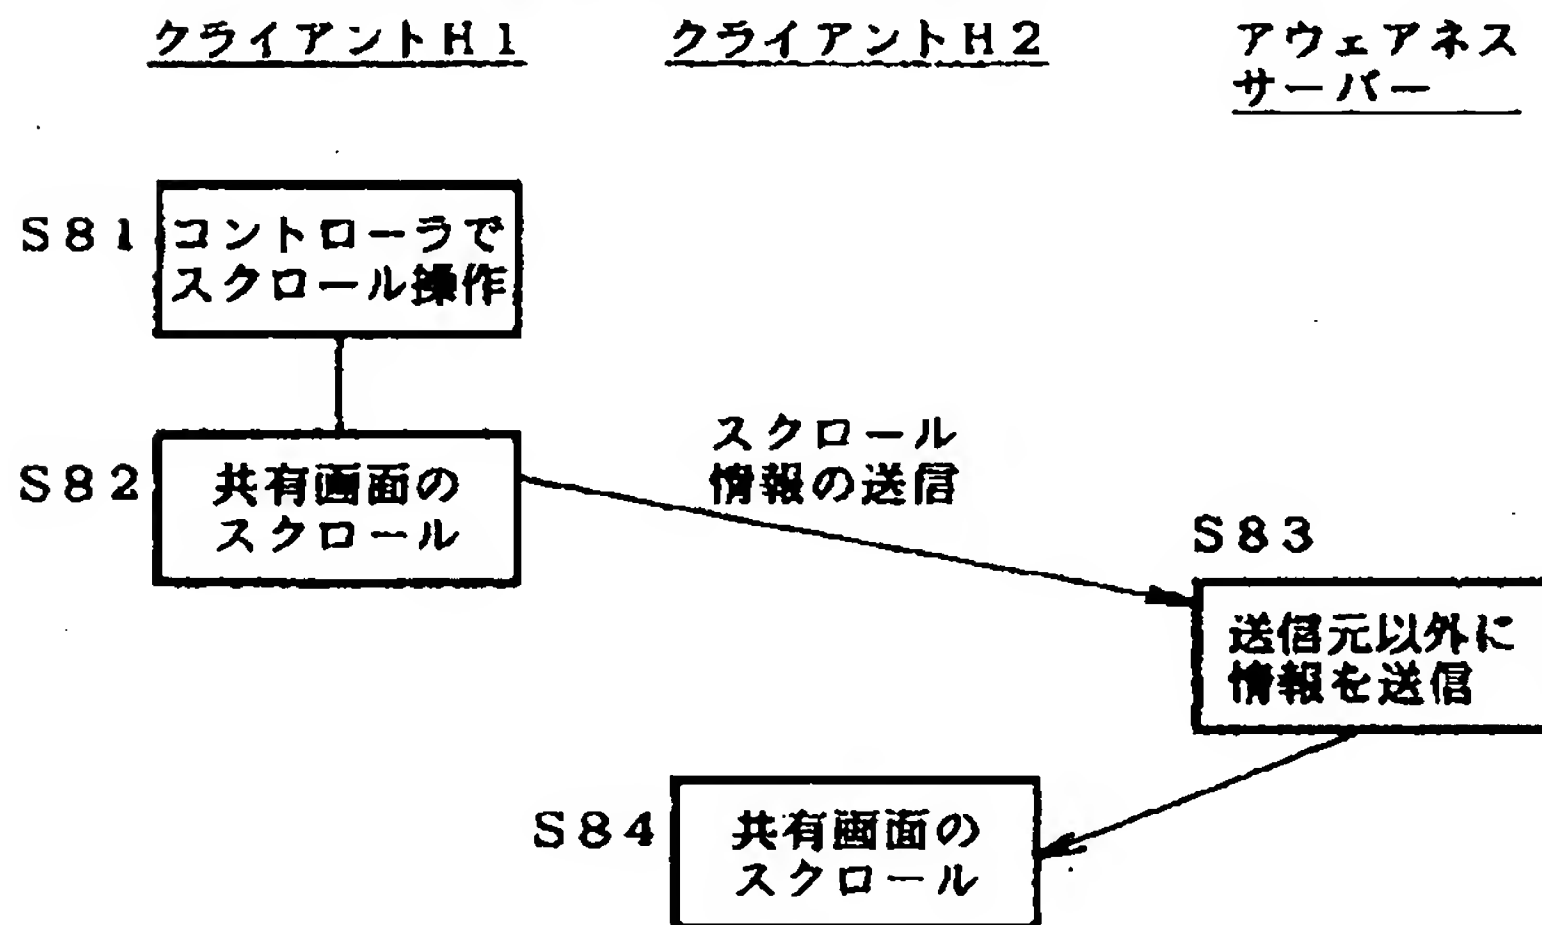 クライアントH1
クライアントH2
アウェアネス
サーバー
S81
コントローラで
スクロール操作
S82
共有画面の
スクロール
スクロール
情報の送信
S83
送信元以外に
情報を送信
S84
共有画面の
スクロール